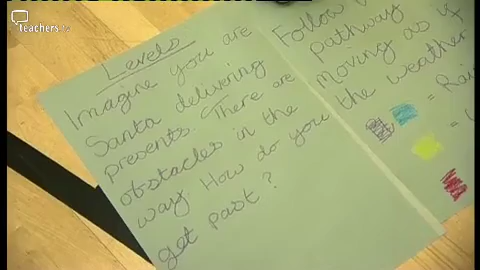 teachers.tv
Levels
Imagine you are
Santa delivering
presents. There are
obstacles in the
way. How do you
get past?
Follow
pathway
moving as if
the weather
= Rai
=